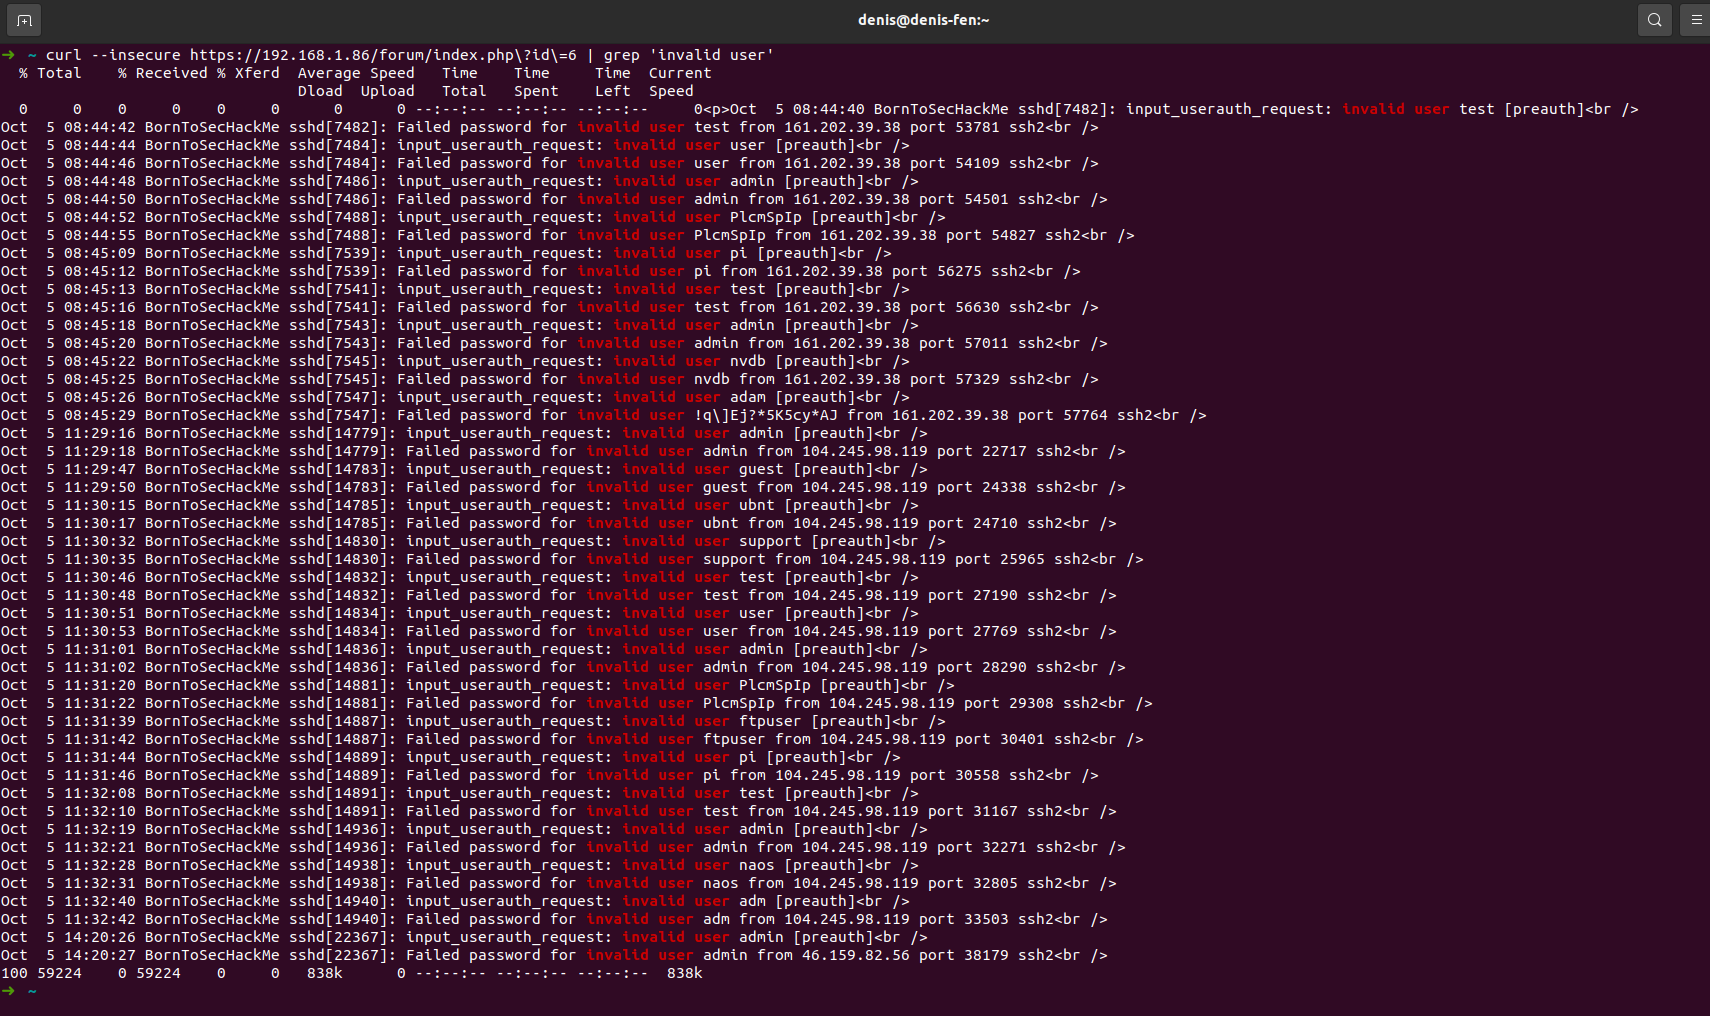 denis@denis-fen:~
➜  ~ curl --insecure https://192.168.1.86/forum/index.php\?id\=6 | grep 'invalid user'
  % Total    % Received % Xferd  Average Speed   Time    Time     Time  Current
                                 Dload  Upload   Total   Spent    Left  Speed
  0     0    0     0    0     0      0      0 --:--:-- --:--:-- --:--:--     0<p>Oct  5 08:44:40 BornToSecHackMe sshd[7482]: input_userauth_request: invalid user test [preauth]<br />
Oct  5 08:44:42 BornToSecHackMe sshd[7482]: Failed password for invalid user test from 161.202.39.38 port 53781 ssh2<br />
Oct  5 08:44:44 BornToSecHackMe sshd[7484]: input_userauth_request: invalid user user [preauth]<br />
Oct  5 08:44:46 BornToSecHackMe sshd[7484]: Failed password for invalid user user from 161.202.39.38 port 54109 ssh2<br />
Oct  5 08:44:48 BornToSecHackMe sshd[7486]: input_userauth_request: invalid user admin [preauth]<br />
Oct  5 08:44:50 BornToSecHackMe sshd[7486]: Failed password for invalid user admin from 161.202.39.38 port 54501 ssh2<br />
Oct  5 08:44:52 BornToSecHackMe sshd[7488]: input_userauth_request: invalid user PlcmSpIp [preauth]<br />
Oct  5 08:44:55 BornToSecHackMe sshd[7488]: Failed password for invalid user PlcmSpIp from 161.202.39.38 port 54827 ssh2<br />
Oct  5 08:45:09 BornToSecHackMe sshd[7539]: input_userauth_request: invalid user pi [preauth]<br />
Oct  5 08:45:12 BornToSecHackMe sshd[7539]: Failed password for invalid user pi from 161.202.39.38 port 56275 ssh2<br />
Oct  5 08:45:13 BornToSecHackMe sshd[7541]: input_userauth_request: invalid user test [preauth]<br />
Oct  5 08:45:16 BornToSecHackMe sshd[7541]: Failed password for invalid user test from 161.202.39.38 port 56630 ssh2<br />
Oct  5 08:45:18 BornToSecHackMe sshd[7543]: input_userauth_request: invalid user admin [preauth]<br />
Oct  5 08:45:20 BornToSecHackMe sshd[7543]: Failed password for invalid user admin from 161.202.39.38 port 57011 ssh2<br />
Oct  5 08:45:22 BornToSecHackMe sshd[7545]: input_userauth_request: invalid user nvdb [preauth]<br />
Oct  5 08:45:25 BornToSecHackMe sshd[7545]: Failed password for invalid user nvdb from 161.202.39.38 port 57329 ssh2<br />
Oct  5 08:45:26 BornToSecHackMe sshd[7547]: input_userauth_request: invalid user adam [preauth]<br />
Oct  5 08:45:29 BornToSecHackMe sshd[7547]: Failed password for invalid user !q\]Ej?*5K5cy*AJ from 161.202.39.38 port 57764 ssh2<br />
Oct  5 11:29:16 BornToSecHackMe sshd[14779]: input_userauth_request: invalid user admin [preauth]<br />
Oct  5 11:29:18 BornToSecHackMe sshd[14779]: Failed password for invalid user admin from 104.245.98.119 port 22717 ssh2<br />
Oct  5 11:29:47 BornToSecHackMe sshd[14783]: input_userauth_request: invalid user guest [preauth]<br />
Oct  5 11:29:50 BornToSecHackMe sshd[14783]: Failed password for invalid user guest from 104.245.98.119 port 24338 ssh2<br />
Oct  5 11:30:15 BornToSecHackMe sshd[14785]: input_userauth_request: invalid user ubnt [preauth]<br />
Oct  5 11:30:17 BornToSecHackMe sshd[14785]: Failed password for invalid user ubnt from 104.245.98.119 port 24710 ssh2<br />
Oct  5 11:30:32 BornToSecHackMe sshd[14830]: input_userauth_request: invalid user support [preauth]<br />
Oct  5 11:30:35 BornToSecHackMe sshd[14830]: Failed password for invalid user support from 104.245.98.119 port 25965 ssh2<br />
Oct  5 11:30:46 BornToSecHackMe sshd[14832]: input_userauth_request: invalid user test [preauth]<br />
Oct  5 11:30:48 BornToSecHackMe sshd[14832]: Failed password for invalid user test from 104.245.98.119 port 27190 ssh2<br />
Oct  5 11:30:51 BornToSecHackMe sshd[14834]: input_userauth_request: invalid user user [preauth]<br />
Oct  5 11:30:53 BornToSecHackMe sshd[14834]: Failed password for invalid user user from 104.245.98.119 port 27769 ssh2<br />
Oct  5 11:31:01 BornToSecHackMe sshd[14836]: input_userauth_request: invalid user admin [preauth]<br />
Oct  5 11:31:02 BornToSecHackMe sshd[14836]: Failed password for invalid user admin from 104.245.98.119 port 28290 ssh2<br />
Oct  5 11:31:20 BornToSecHackMe sshd[14881]: input_userauth_request: invalid user PlcmSpIp [preauth]<br />
Oct  5 11:31:22 BornToSecHackMe sshd[14881]: Failed password for invalid user PlcmSpIp from 104.245.98.119 port 29308 ssh2<br />
Oct  5 11:31:39 BornToSecHackMe sshd[14887]: input_userauth_request: invalid user ftpuser [preauth]<br />
Oct  5 11:31:42 BornToSecHackMe sshd[14887]: Failed password for invalid user ftpuser from 104.245.98.119 port 30401 ssh2<br />
Oct  5 11:31:44 BornToSecHackMe sshd[14889]: input_userauth_request: invalid user pi [preauth]<br />
Oct  5 11:31:46 BornToSecHackMe sshd[14889]: Failed password for invalid user pi from 104.245.98.119 port 30558 ssh2<br />
Oct  5 11:32:08 BornToSecHackMe sshd[14891]: input_userauth_request: invalid user test [preauth]<br />
Oct  5 11:32:10 BornToSecHackMe sshd[14891]: Failed password for invalid user test from 104.245.98.119 port 31167 ssh2<br />
Oct  5 11:32:19 BornToSecHackMe sshd[14936]: input_userauth_request: invalid user admin [preauth]<br />
Oct  5 11:32:21 BornToSecHackMe sshd[14936]: Failed password for invalid user admin from 104.245.98.119 port 32271 ssh2<br />
Oct  5 11:32:28 BornToSecHackMe sshd[14938]: input_userauth_request: invalid user naos [preauth]<br />
Oct  5 11:32:31 BornToSecHackMe sshd[14938]: Failed password for invalid user naos from 104.245.98.119 port 32805 ssh2<br />
Oct  5 11:32:40 BornToSecHackMe sshd[14940]: input_userauth_request: invalid user adm [preauth]<br />
Oct  5 11:32:42 BornToSecHackMe sshd[14940]: Failed password for invalid user adm from 104.245.98.119 port 33503 ssh2<br />
Oct  5 14:20:26 BornToSecHackMe sshd[22367]: input_userauth_request: invalid user admin [preauth]<br />
Oct  5 14:20:27 BornToSecHackMe sshd[22367]: Failed password for invalid user admin from 46.159.82.56 port 38179 ssh2<br />
100 59224    0 59224    0     0   838k      0 --:--:-- --:--:-- --:--:--  838k
➜  ~